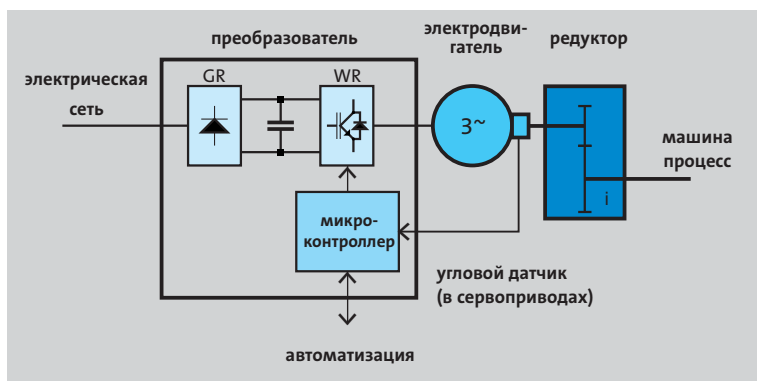 преобразователь
электродви-
гатель
редуктор
электрическая
сеть
GR
WR
3~
машина
процесс
i
микро-
контроллер
угловой датчик
(в сервоприводах)
автоматизация